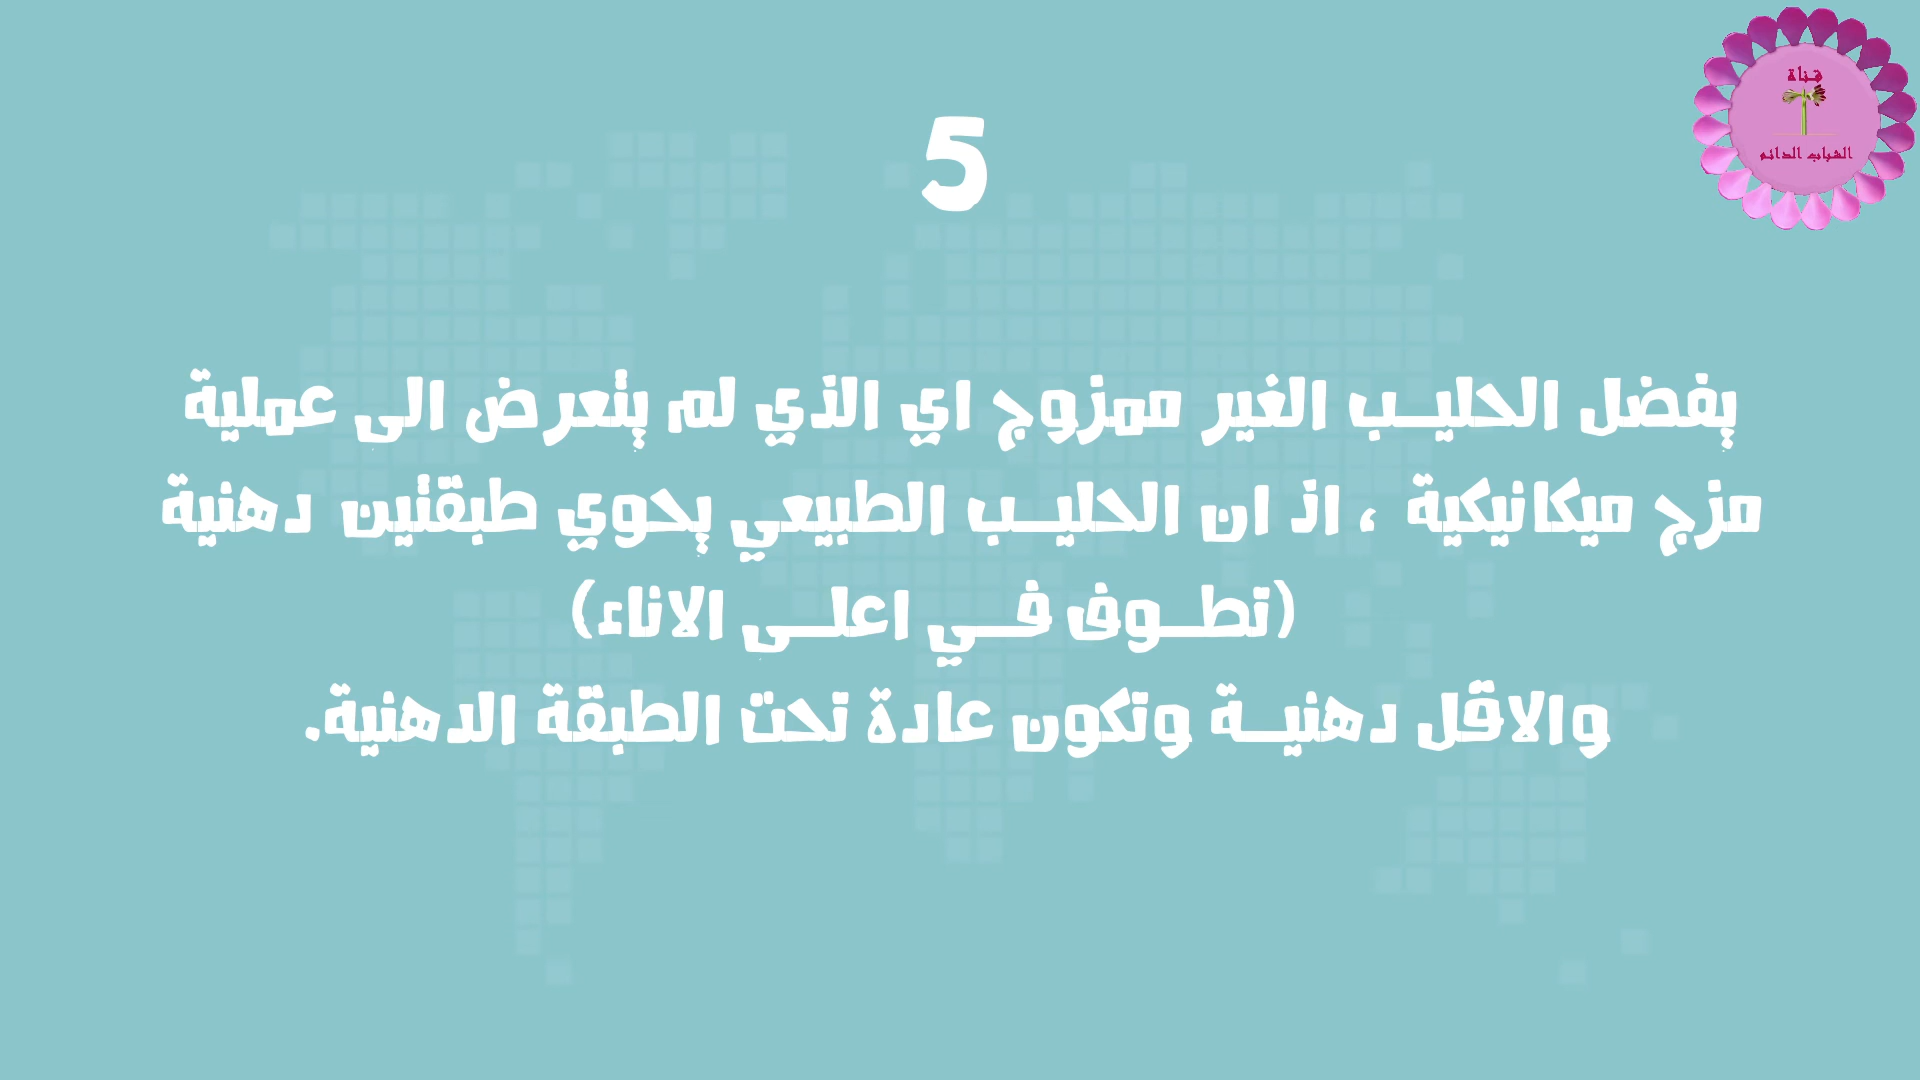 قناة
الشباب الدائم
5
يفضل الحليب الغير ممزوج اي الذي لم يتعرض الى عملية
مزج ميكانيكية ، اذ ان الحليب الطبيعي يحوي طبقتين دهنية
(تطوف في اعلى الاناء)
والاقل دهنية وتكون عادة تحت الطبقة الدهنية.